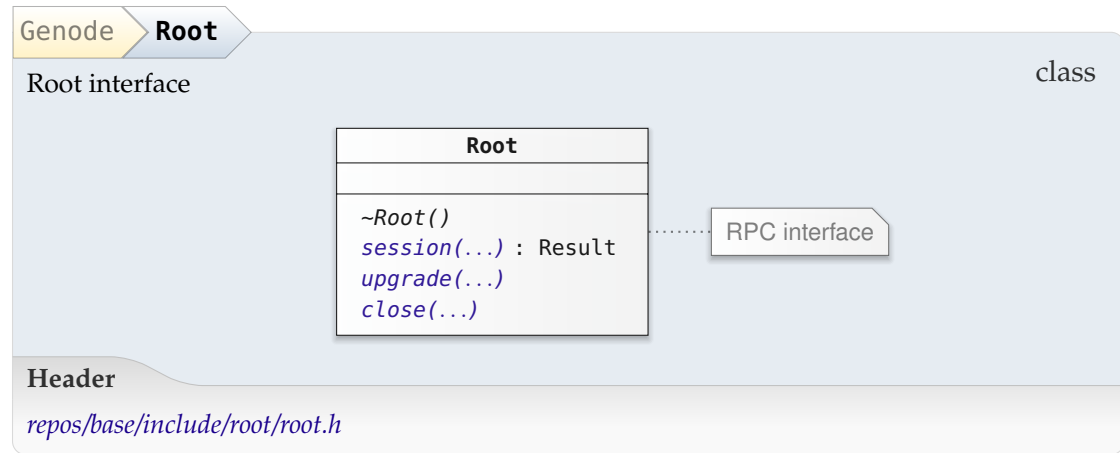 Genode Root
class
Root interface
Root
~Root()
session(...) : Result
upgrade(...)
close(...)
RPC interface
Header
repos/base/include/root/root.h